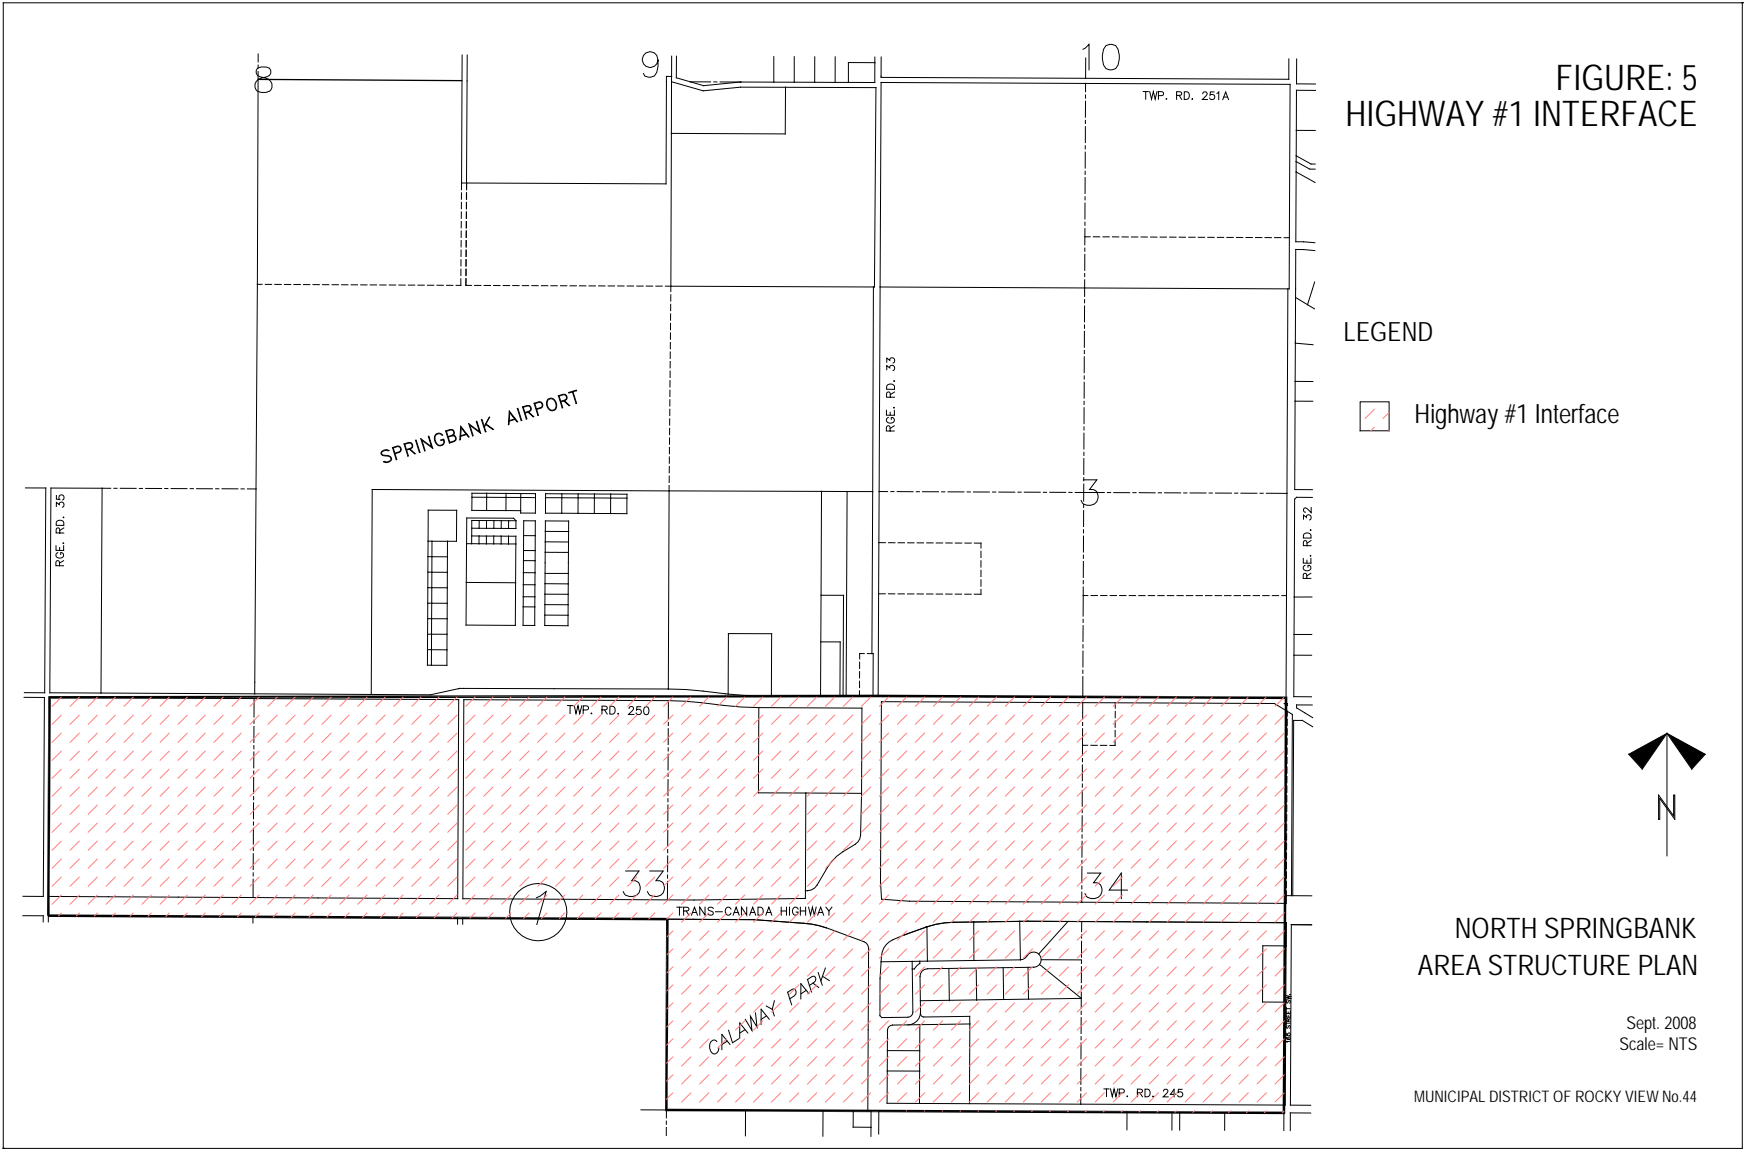 FIGURE: 5
HIGHWAY #1 INTERFACE
8
9
10
TWP. RD. 251A
LEGEND
Highway #1 Interface
RGE. RD. 33
SPRINGBANK AIRPORT
3
RGE. RD. 35
RGE. RD. 32
TWP. RD. 250
N
33
34
1
TRANS-CANADA HIGHWAY
CALAWAY PARK
TWP. RD. 245
NORTH SPRINGBANK
AREA STRUCTURE PLAN
Sept. 2008
Scale= NTS
MUNICIPAL DISTRICT OF ROCKY VIEW No.44